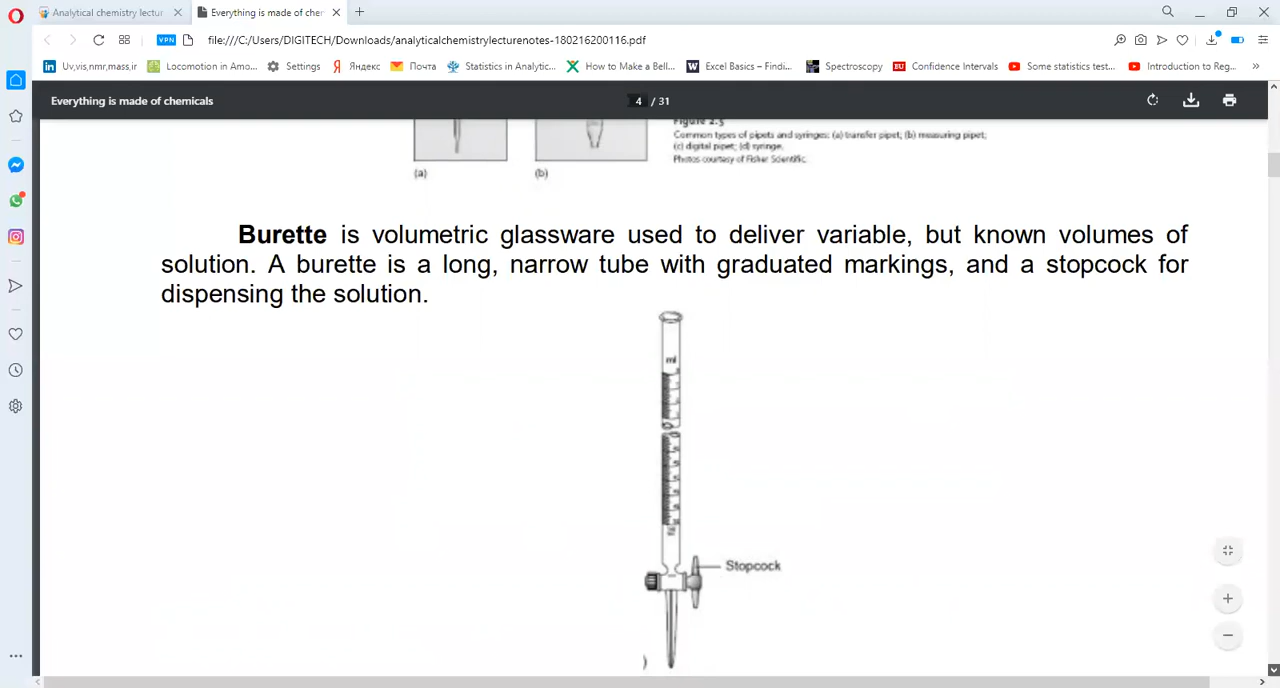 Analytical chemistry lectur
Everything is made of cher
file:///C:/Users/DIGITECH/Downloads/analyticalchemistrylecturenotes-180216200116.pdf
VPN
Uv,vis,nmr,mass,ir
Locomotion in Amo...
Settings
Яндекс
Почта
Statistics in Analytic...
How to Make a Bell...
Excel Basics – Findi...
Spectroscopy
Confidence Intervals
Some statistics test...
Introduction to Reg...
Everything is made of chemicals
4 / 31
Figure 2.5
Common types of pipets and syringes: (a) transfer pipet; (b) measuring pipet;
(c) digital pipet; (d) syringe.
Photos courtesy of Fisher Scientific.
(a)
(b)
Burette is volumetric glassware used to deliver variable, but known volumes of
solution. A burette is a long, narrow tube with graduated markings, and a stopcock for
dispensing the solution.
ml
Stopcock
)